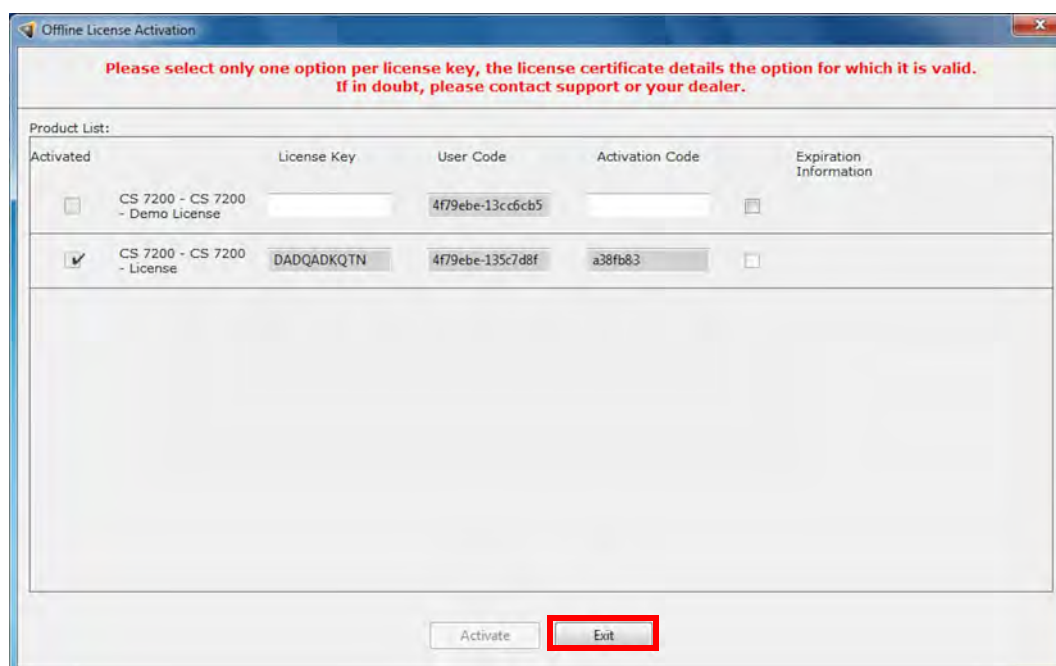 Offline License Activation
Please select only one option per license key, the license certificate details the option for which it is valid.
If in doubt, please contact support or your dealer.
Product List:
Activated License Key User Code Activation Code Expiration
Information
CS 7200 - CS 7200
- Demo License
4f79ebe-13cc6cb5
CS 7200 - CS 7200
- License
DADQADKQTN 4f79ebe-135c7d8f a38fb83
Activate Exit